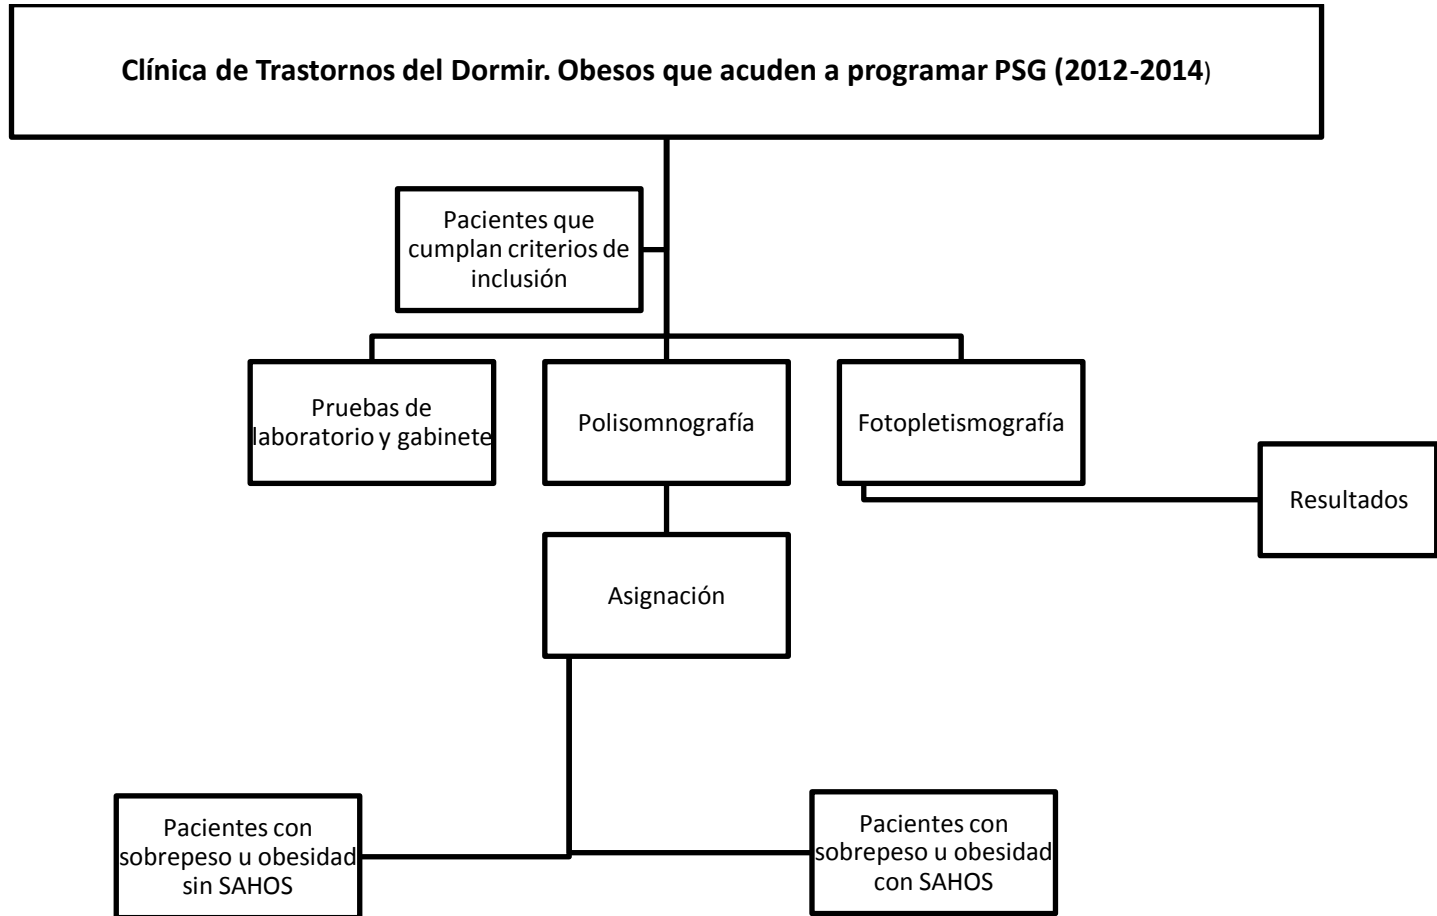 Clínica de Trastornos del Dormir. Obesos que acuden a programar PSG (2012-2014)
Pacientes que
cumplan criterios de
inclusión
Pruebas de
laboratorio y gabinete
Polisomnografía
Fotopletismografía
Resultados
Asignación
Pacientes con
sobrepeso u obesidad
sin SAHOS
Pacientes con
sobrepeso u obesidad
con SAHOS